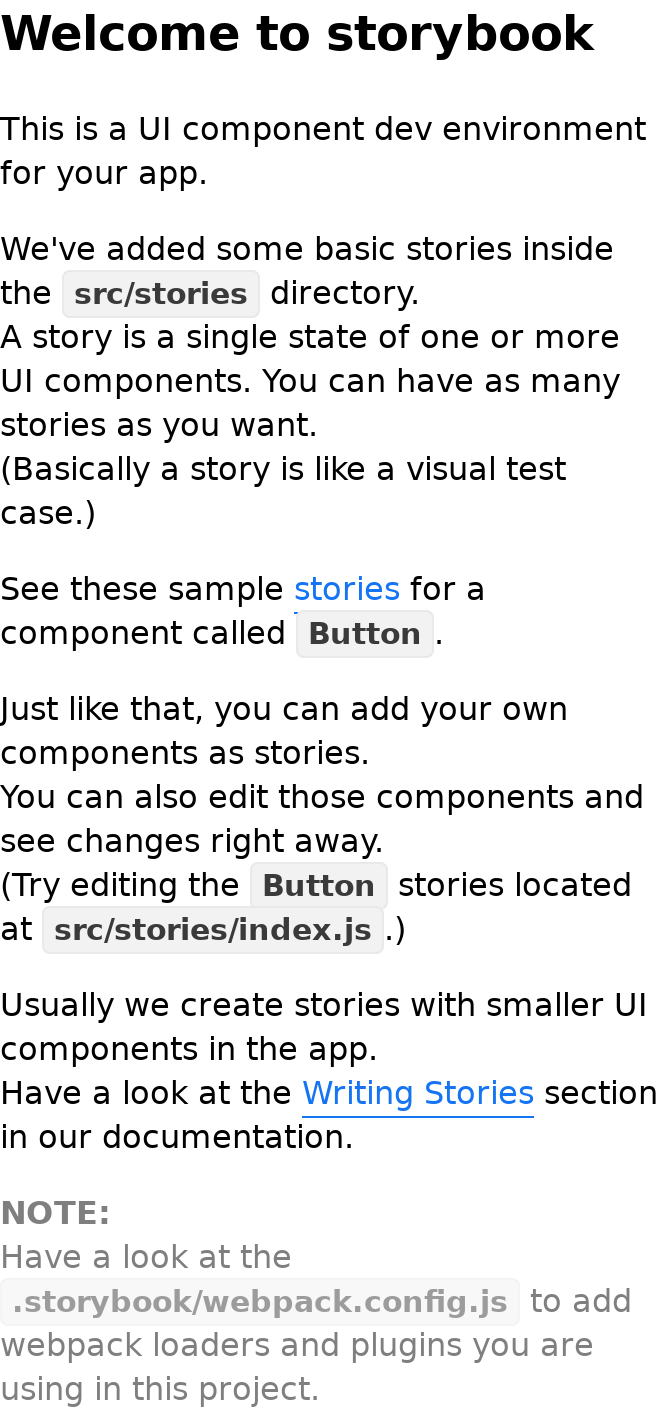 Welcome to storybook
This is a UI component dev environment
for your app.
We've added some basic stories inside
the src/stories directory.
A story is a single state of one or more
UI components. You can have as many
stories as you want.
(Basically a story is like a visual test
case.)
See these sample stories for a
component called Button.
Just like that, you can add your own
components as stories.
You can also edit those components and
see changes right away.
(Try editing the Button stories located
at src/stories/index.js.)
Usually we create stories with smaller UI
components in the app.
Have a look at the Writing Stories section
in our documentation.
NOTE:
Have a look at the
.storybook/webpack.config.js to add
webpack loaders and plugins you are
using in this project.